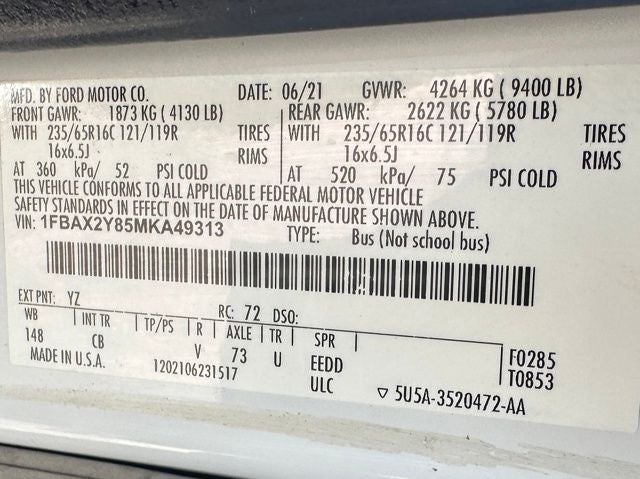 MFD. BY FORD MOTOR CO. DATE: 06/21 GVWR: 4264 KG ( 9400 LB)
FRONT GAWR: 1873 KG ( 4130 LB) REAR GAWR: 2622 KG ( 5780 LB)
WITH 235/65R16C 121/119R TIRES WITH 235/65R16C 121/119R TIRES
16x6.5J RIMS 16x6.5J RIMS
AT 360 kPa/ 52 PSI COLD AT 520 kPa/ 75 PSI COLD
THIS VEHICLE CONFORMS TO ALL APPLICABLE FEDERAL MOTOR VEHICLE
SAFETY STANDARDS IN EFFECT ON THE DATE OF MANUFACTURE SHOWN ABOVE.
VIN: 1FBAX2Y85MKA49313 TYPE: Bus (Not school bus)
EXT PNT: YZ RC: 72 DSO:
WB INT TR TP/PS R AXLE TR SPR
148 CB V 73 U EEDD F0285
MADE IN U.S.A. 1202106231517 ULC T0853
▽ 5U5A-3520472-AA